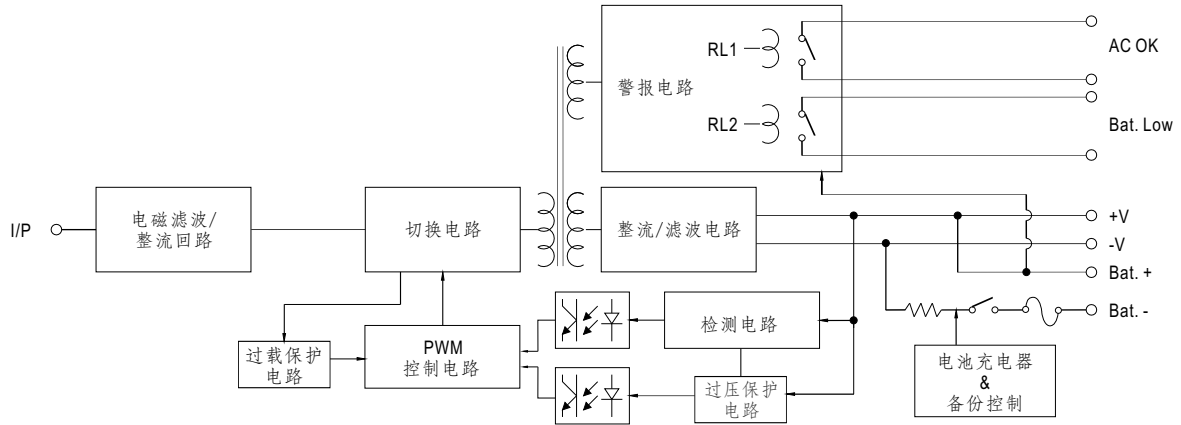 RL1
AC OK
警报电路
RL2
Bat. Low
I/P
电磁滤波/
整流回路
切换电路
整流/滤波电路
+V
-V
Bat. +
Bat. -
过载保护
电路
PWM
控制电路
检测电路
过压保护
电路
电池充电器
&
备份控制